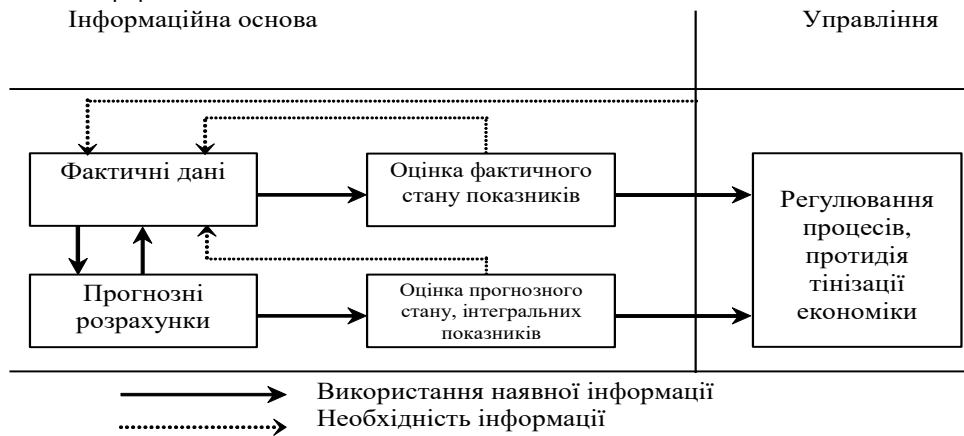 Інформаційна основа
Управління
Фактичні дані
Оцінка фактичного
стану показників
Регулювання
процесів,
протидія
тінізації
економіки
Прогнозні
розрахунки
Оцінка прогнозного
стану, інтегральних
показників
Використання наявної інформації
Необхідність інформації